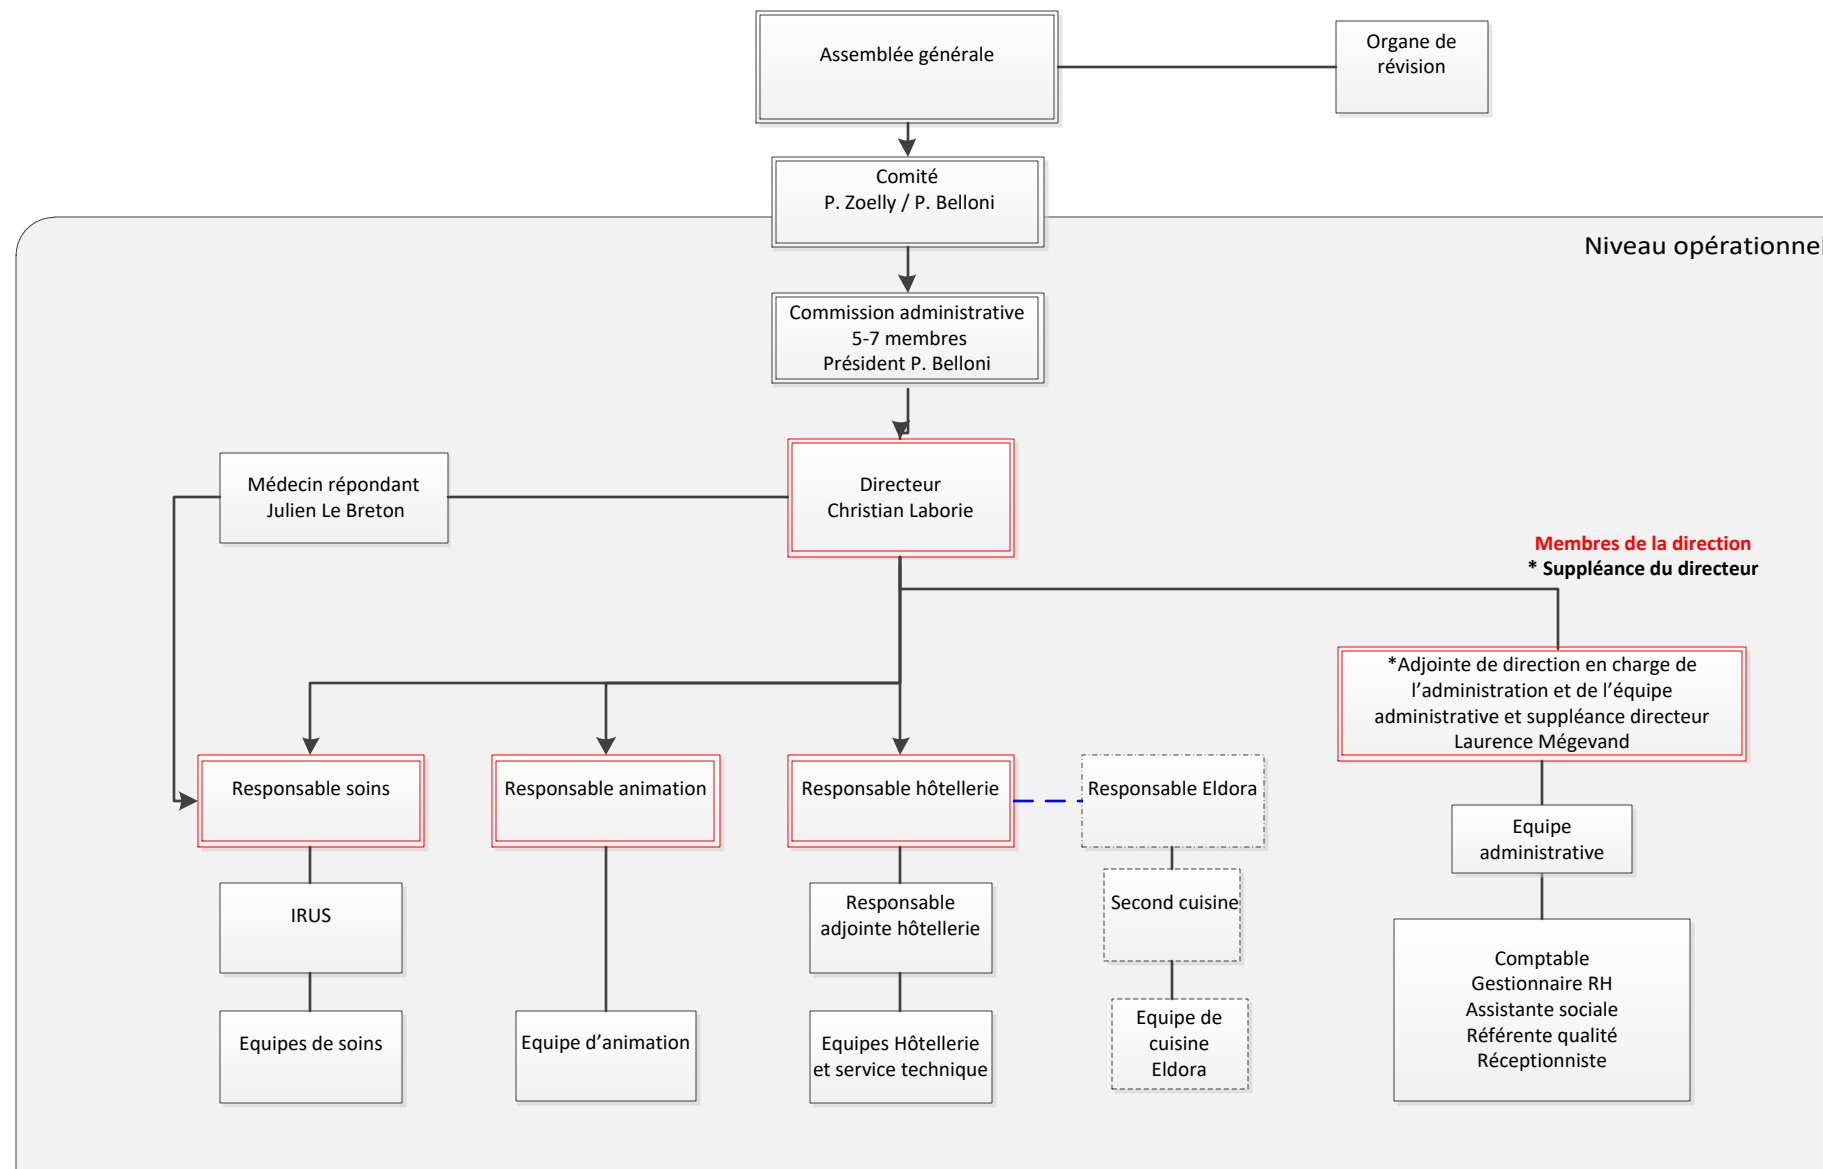 Assemblée générale
Organe de
révision
Comité
P. Zoelly / P. Belloni
Niveau opérationnel
Commission administrative
5-7 membres
Président P. Belloni
Médecin répondant
Julien Le Breton
Directeur
Christian Laborie
Membres de la direction
* Suppléance du directeur
*Adjointe de direction en charge de
l’administration et de l’équipe
administrative et suppléance directeur
Laurence Mégevand
Responsable soins
Responsable animation
Responsable hôtellerie
Responsable Eldora
Equipe
administrative
IRUS
Responsable
adjointe hôtellerie
Second cuisine
Comptable
Gestionnaire RH
Assistante sociale
Référente qualité
Réceptionniste
Equipes de soins
Equipe d’animation
Equipes Hôtellerie
et service technique
Equipe de
cuisine
Eldora